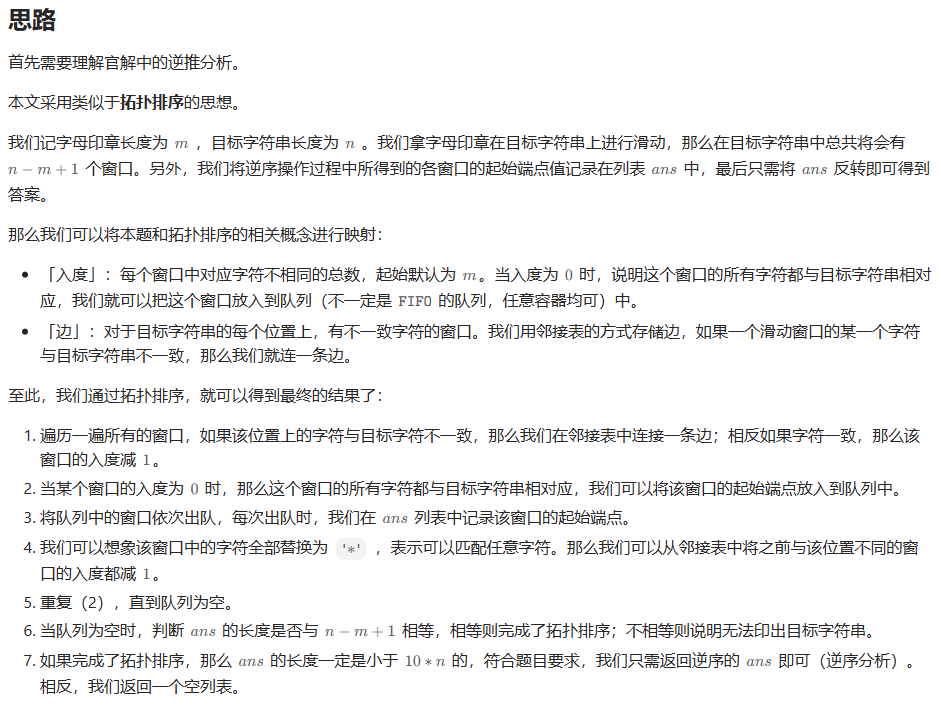 思路
首先需要理解官解中的逆推分析。
本文采用类似于拓扑排序的思想。
我们记字母印章长度为 m ，目标字符串长度为 n 。我们拿字母印章在目标字符串上进行滑动，那么在目标字符串中总共将会有
n − m + 1 个窗口。另外，我们将逆序操作过程中所得到的各窗口的起始端点值记录在列表 ans 中，最后只需将 ans 反转即可得到
答案。
那么我们可以将本题和拓扑排序的相关概念进行映射：
• 「入度」：每个窗口中对应字符不相同的总数，起始默认为 m。当入度为 0 时，说明这个窗口的所有字符都与目标字符串相对
应，我们就可以把这个窗口放入到队列（不一定是 FIFO 的队列，任意容器均可）中。
• 「边」：对于目标字符串的每个位置上，有不一致字符的窗口。我们用邻接表的方式存储边，如果一个滑动窗口的某一个字符
与目标字符串不一致，那么我们就连一条边。
至此，我们通过拓扑排序，就可以得到最终的结果了：
1. 遍历一遍所有的窗口，如果该位置上的字符与目标字符不一致，那么我们在邻接表中连接一条边；相反如果字符一致，那么该
窗口的入度减 1。
2. 当某个窗口的入度为 0 时，那么这个窗口的所有字符都与目标字符串相对应，我们可以将该窗口的起始端点放入到队列中。
3. 将队列中的窗口依次出队，每次出队时，我们在 ans 列表中记录该窗口的起始端点。
4. 我们可以想象该窗口中的字符全部替换为 '*' ，表示可以匹配任意字符。那么我们可以从邻接表中将之前与该位置不同的窗
口的入度都减 1。
5. 重复（2），直到队列为空。
6. 当队列为空时，判断 ans 的长度是否与 n − m + 1 相等，相等则完成了拓扑排序；不相等则说明无法印出目标字符串。
7. 如果完成了拓扑排序，那么 ans 的长度一定是小于 10 * n 的，符合题目要求，我们只需返回逆序的 ans 即可（逆序分析）。
相反，我们返回一个空列表。